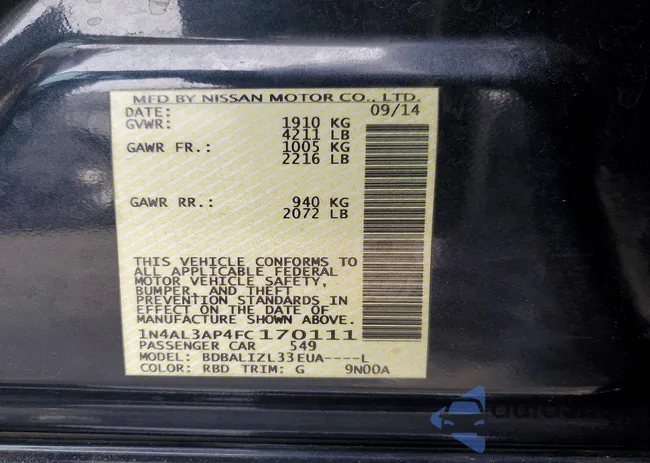 MFD BY NISSAN MOTOR CO., LTD.
DATE: 09/14
GVWR: 1910 KG
4211 LB
GAWR FR.: 1005 KG
2216 LB
GAWR RR.: 940 KG
2072 LB
THIS VEHICLE CONFORMS TO
ALL APPLICABLE FEDERAL
MOTOR VEHICLE SAFETY,
BUMPER, AND THEFT
PREVENTION STANDARDS IN
EFFECT ON THE DATE OF
MANUFACTURE SHOWN ABOVE.
1N4AL3AP4FC170111
PASSENGER CAR 549
MODEL: BDBALIZL33EUA----L
COLOR: RBD TRIM: G 9N00A